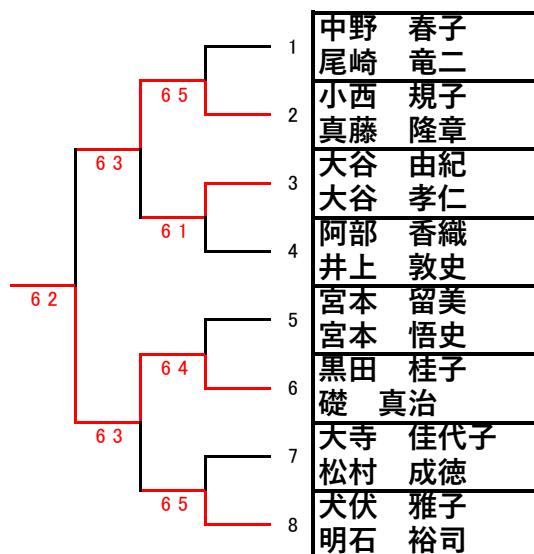 1 中野 春子
尾崎 竜二
6 5
2 小西 規子
真藤 隆章
6 3
3 大谷 由紀
大谷 孝仁
6 1
4 阿部 香織
井上 敦史
6 2
5 宮本 留美
宮本 悟史
6 4
6 黒田 桂子
礎 真治
6 3
7 大寺 佳代子
松村 成徳
6 5
8 犬伏 雅子
明石 裕司